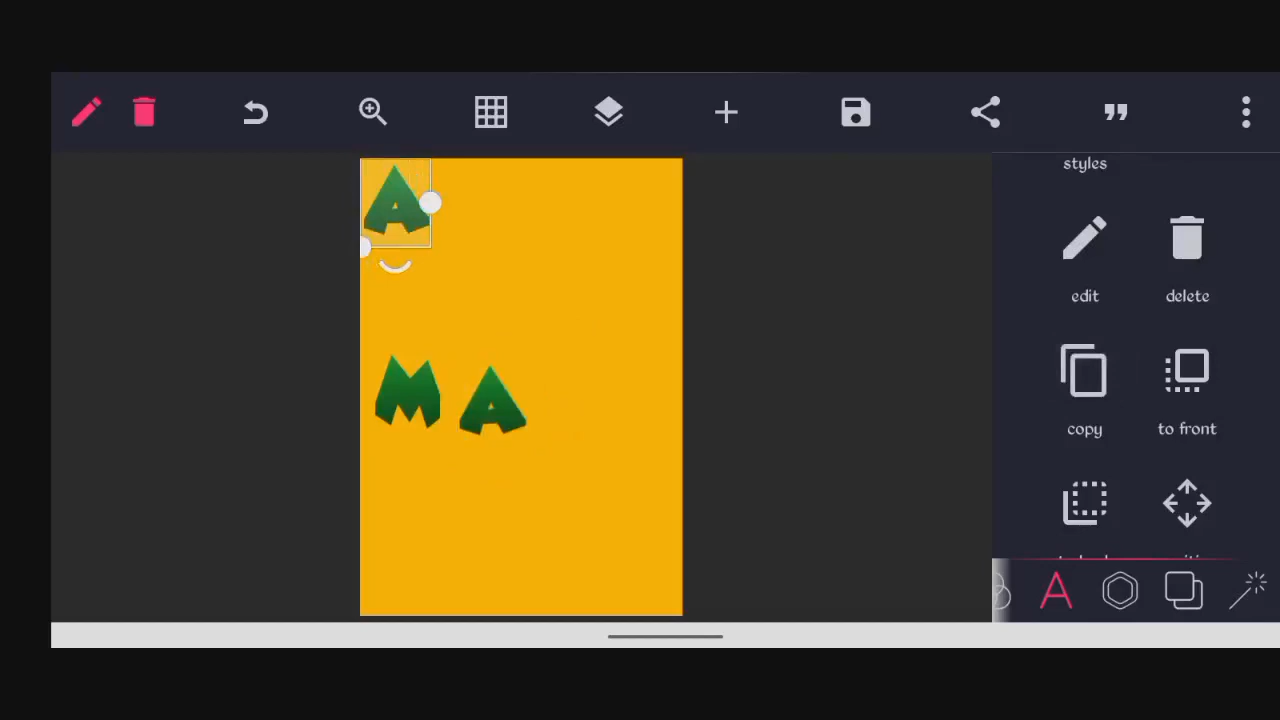 styles
A
edit delete
M A
copy to front